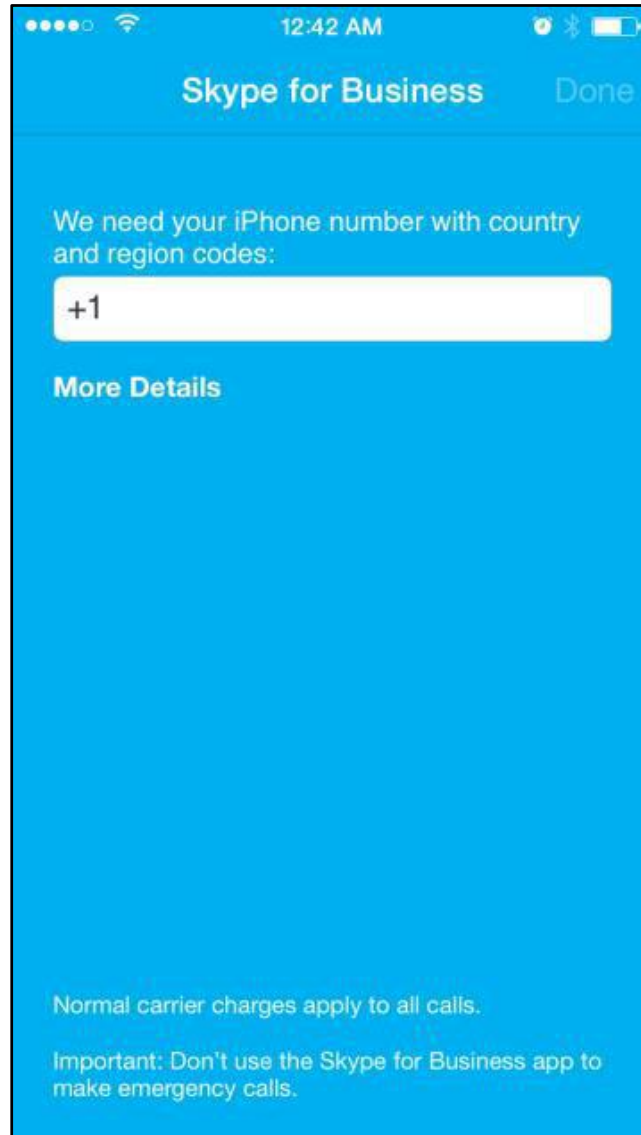 12:42 AM
Skype for Business
Done
We need your iPhone number with country
and region codes:
+1
More Details
Normal carrier charges apply to all calls.
Important: Don't use the Skype for Business app to
make emergency calls.